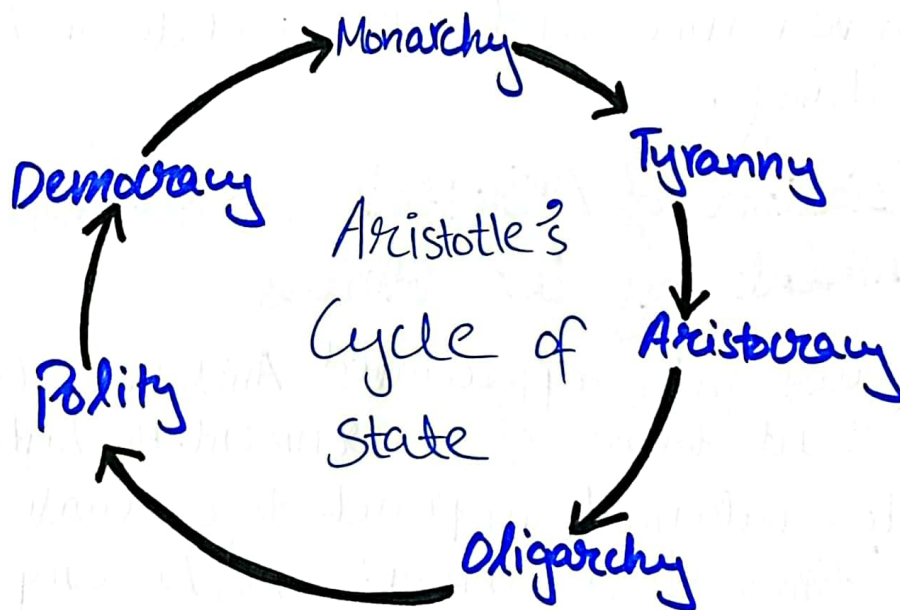 Monarchy
Tyranny
Democracy
Aristotle's
Cycle of
State
Aristocracy
Polity
Oligarchy